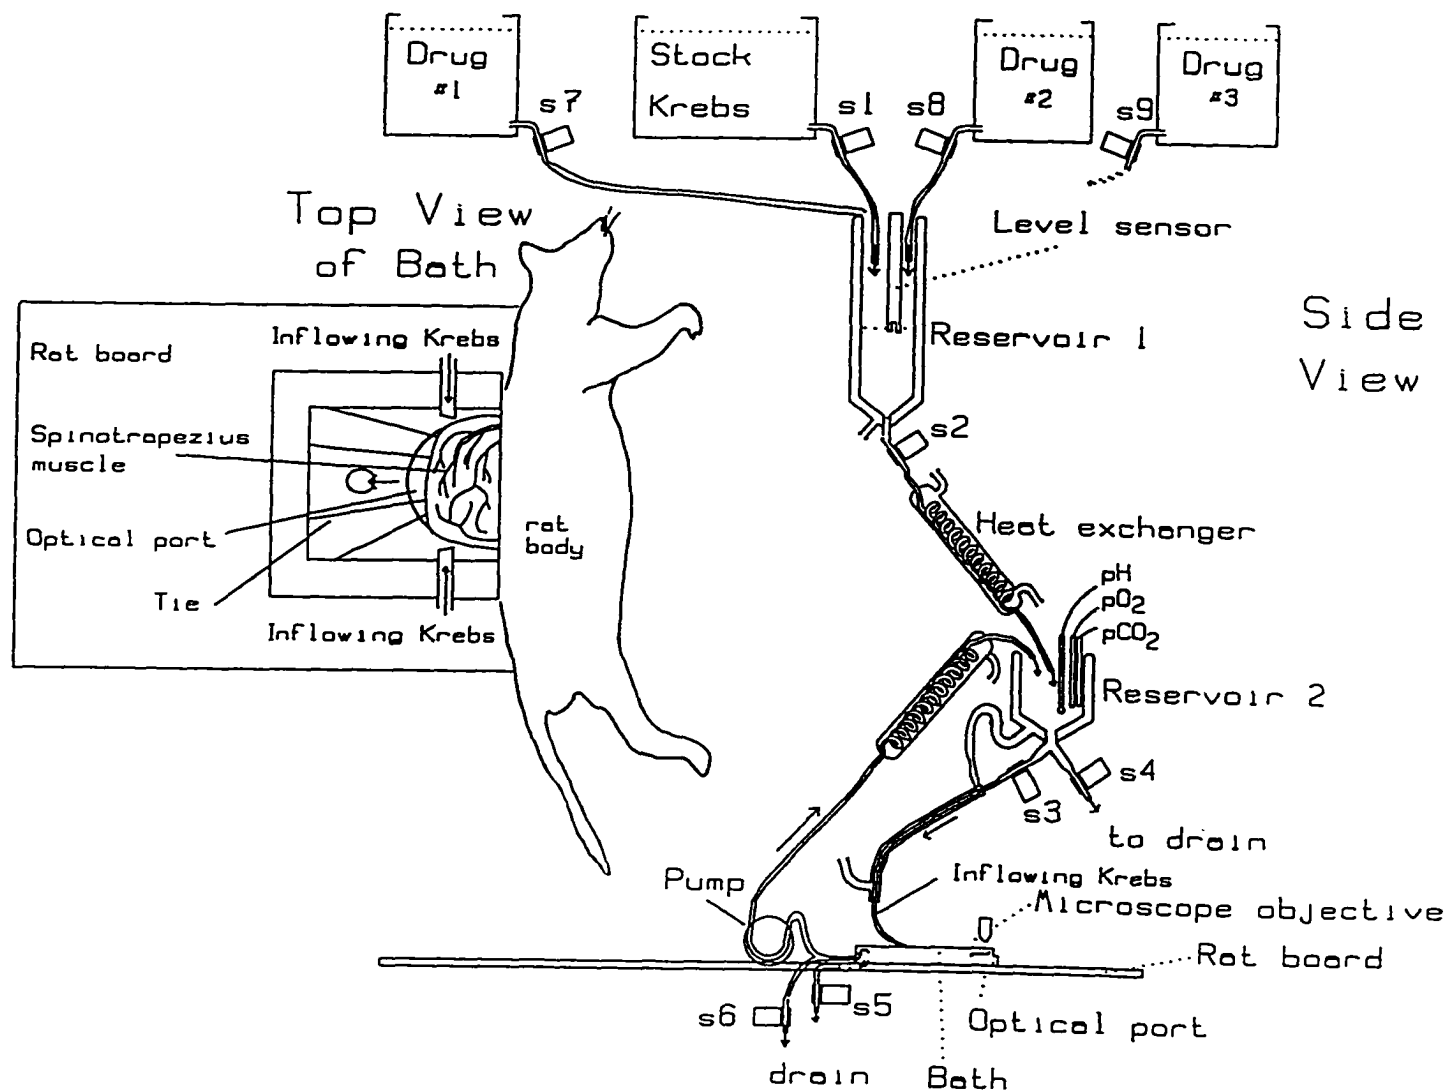 Drug
#1
Stock
Krebs
Drug
#2
Drug
#3
s7
s1
s8
s9
Top View
of Bath
Level sensor
Side
View
Inflowing Krebs
Rat board
Reservoir 1
Spinotrapezius
muscle
s2
Optical port
rat
body
Heat exchanger
Tie
Inflowing Krebs
pH
pO2
pCO2
Reservoir 2
s4
s3
to drain
Pump
Inflowing Krebs
Microscope objective
Rat board
s6
s5
Optical port
drain
Bath